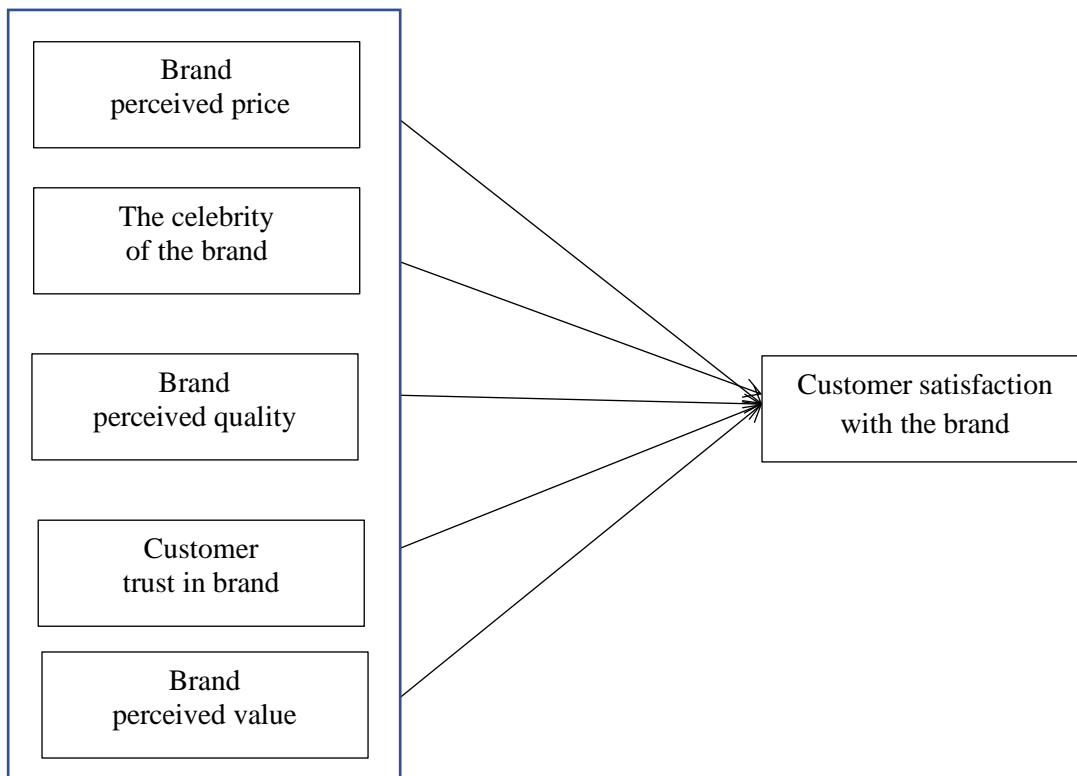 Brand
perceived price
The celebrity
of the brand
Brand
perceived quality
Customer satisfaction
with the brand
Customer
trust in brand
Brand
perceived value